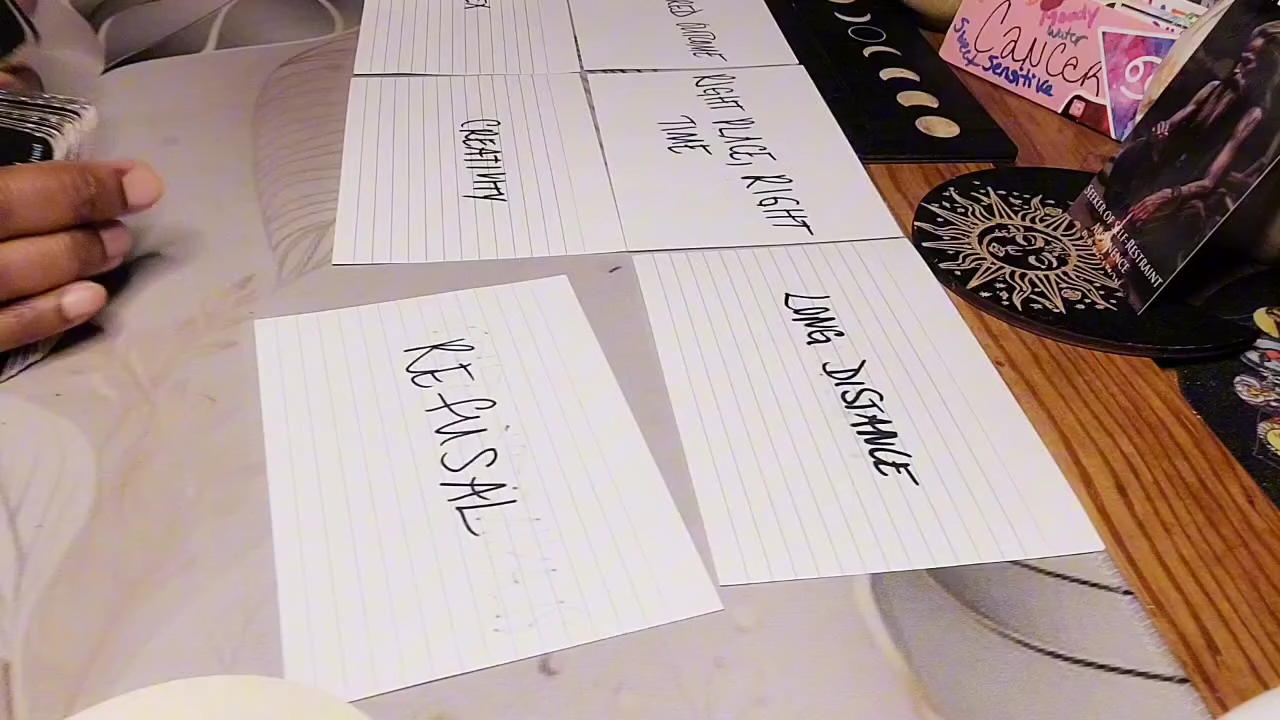 CREATIVITY
RIGHT PLACE, RIGHT
TIME
REFUSAL
LONG DISTANCE
Moody
Water
Cancer
Sweet Sensitive
SEEKER OF SELF-RESTRAINT